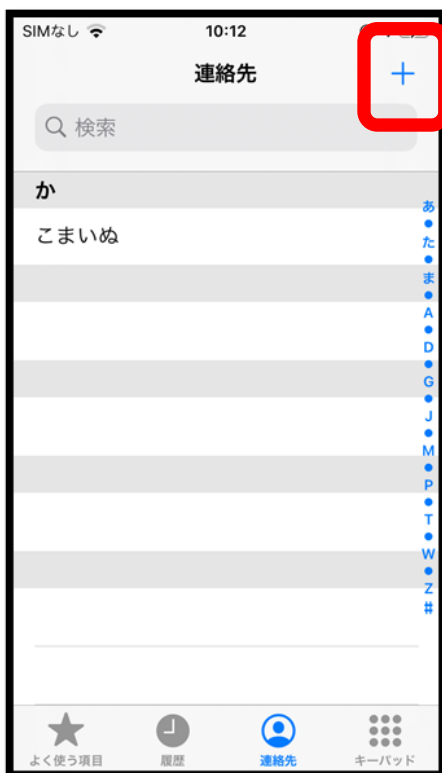 SIMなし 10:12
連絡先 +
検索
か
こまいぬ
あ
●
た
●
ま
●
A
●
D
●
G
●
J
●
M
●
P
●
T
●
W
●
Z
#
よく使う項目 履歴 連絡先 キーパッド